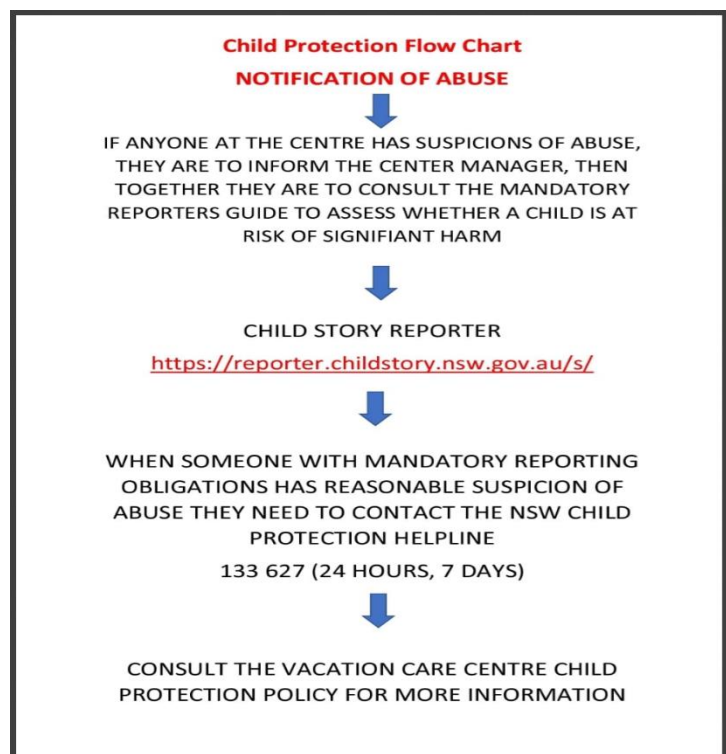 Child Protection Flow Chart
NOTIFICATION OF ABUSE
IF ANYONE AT THE CENTRE HAS SUSPICIONS OF ABUSE,
THEY ARE TO INFORM THE CENTER MANAGER, THEN
TOGETHER THEY ARE TO CONSULT THE MANDATORY
REPORTERS GUIDE TO ASSESS WHETHER A CHILD IS AT
RISK OF SIGNIFIANT HARM
CHILD STORY REPORTER
https://reporter.childstory.nsw.gov.au/s/
WHEN SOMEONE WITH MANDATORY REPORTING
OBLIGATIONS HAS REASONABLE SUSPICION OF
ABUSE THEY NEED TO CONTACT THE NSW CHILD
PROTECTION HELPLINE
133 627 (24 HOURS, 7 DAYS)
CONSULT THE VACATION CARE CENTRE CHILD
PROTECTION POLICY FOR MORE INFORMATION